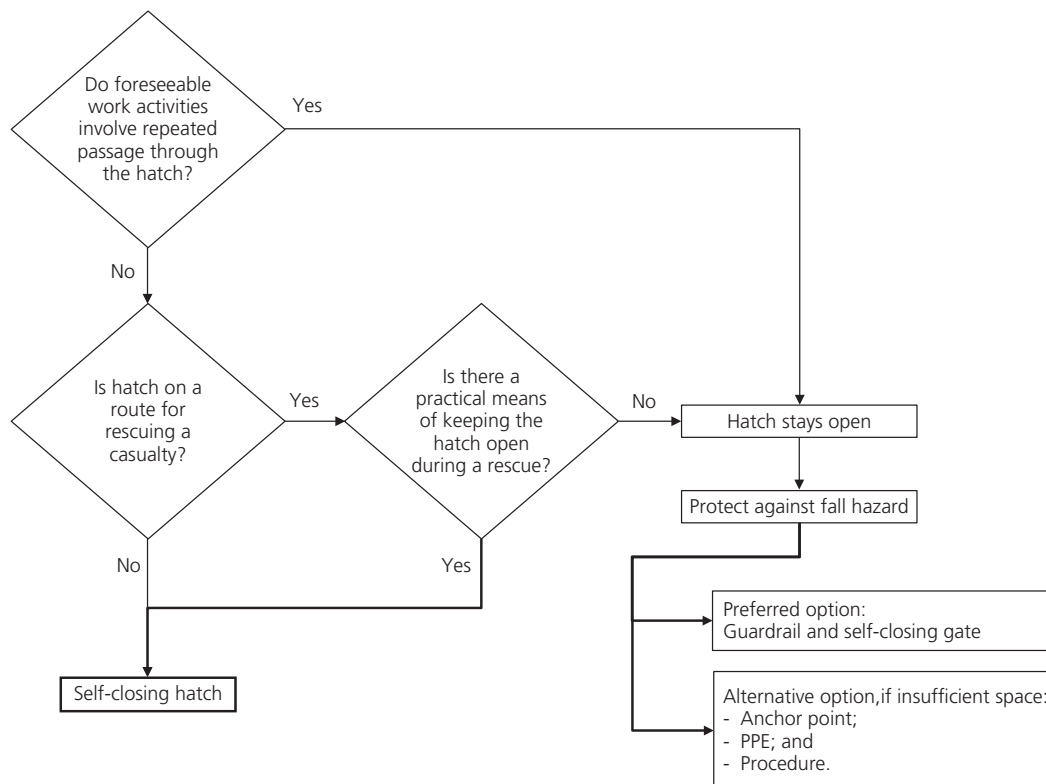 Do foreseeable
work activities
involve repeated
passage through
the hatch?
Yes
No
Is hatch on a
route for
rescuing a
casualty?
Yes
Is there a
practical means
of keeping the
hatch open
during a rescue?
No
Hatch stays open
Protect against fall hazard
No
Yes
Preferred option:
Guardrail and self-closing gate
Self-closing hatch
Alternative option,if insufficient space:
- Anchor point;
- PPE; and
- Procedure.